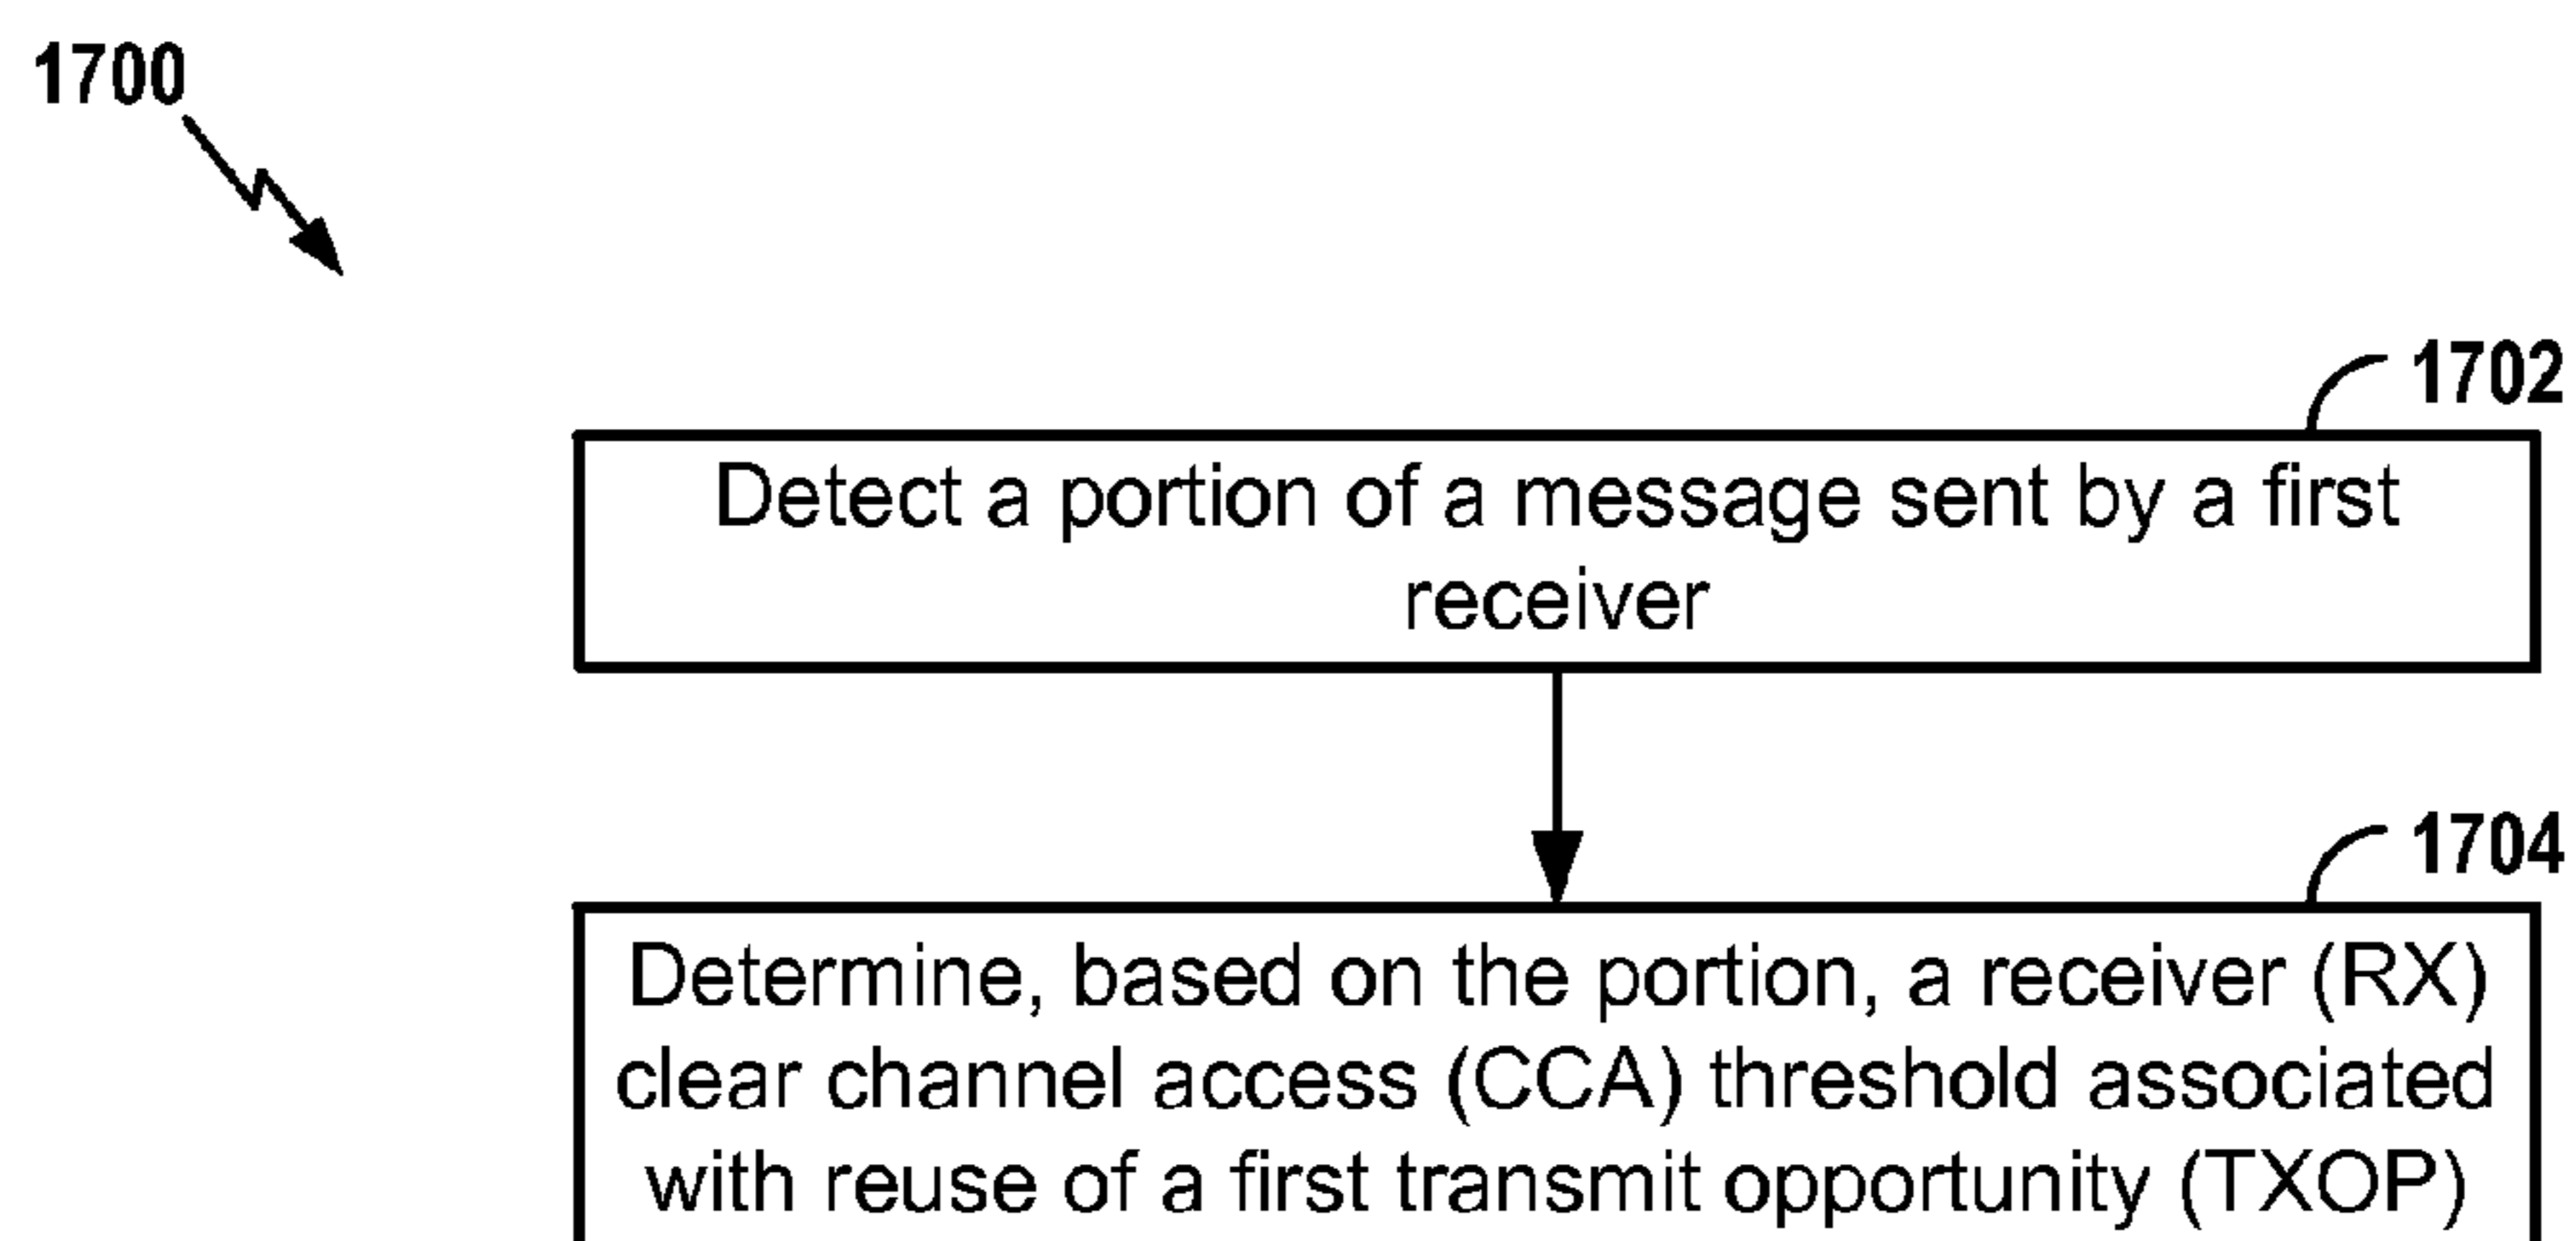 1700
1702
Detect a portion of a message sent by a first
receiver
1704
Determine, based on the portion, a receiver (RX)
clear channel access (CCA) threshold associated
with reuse of a first transmit opportunity (TXOP)